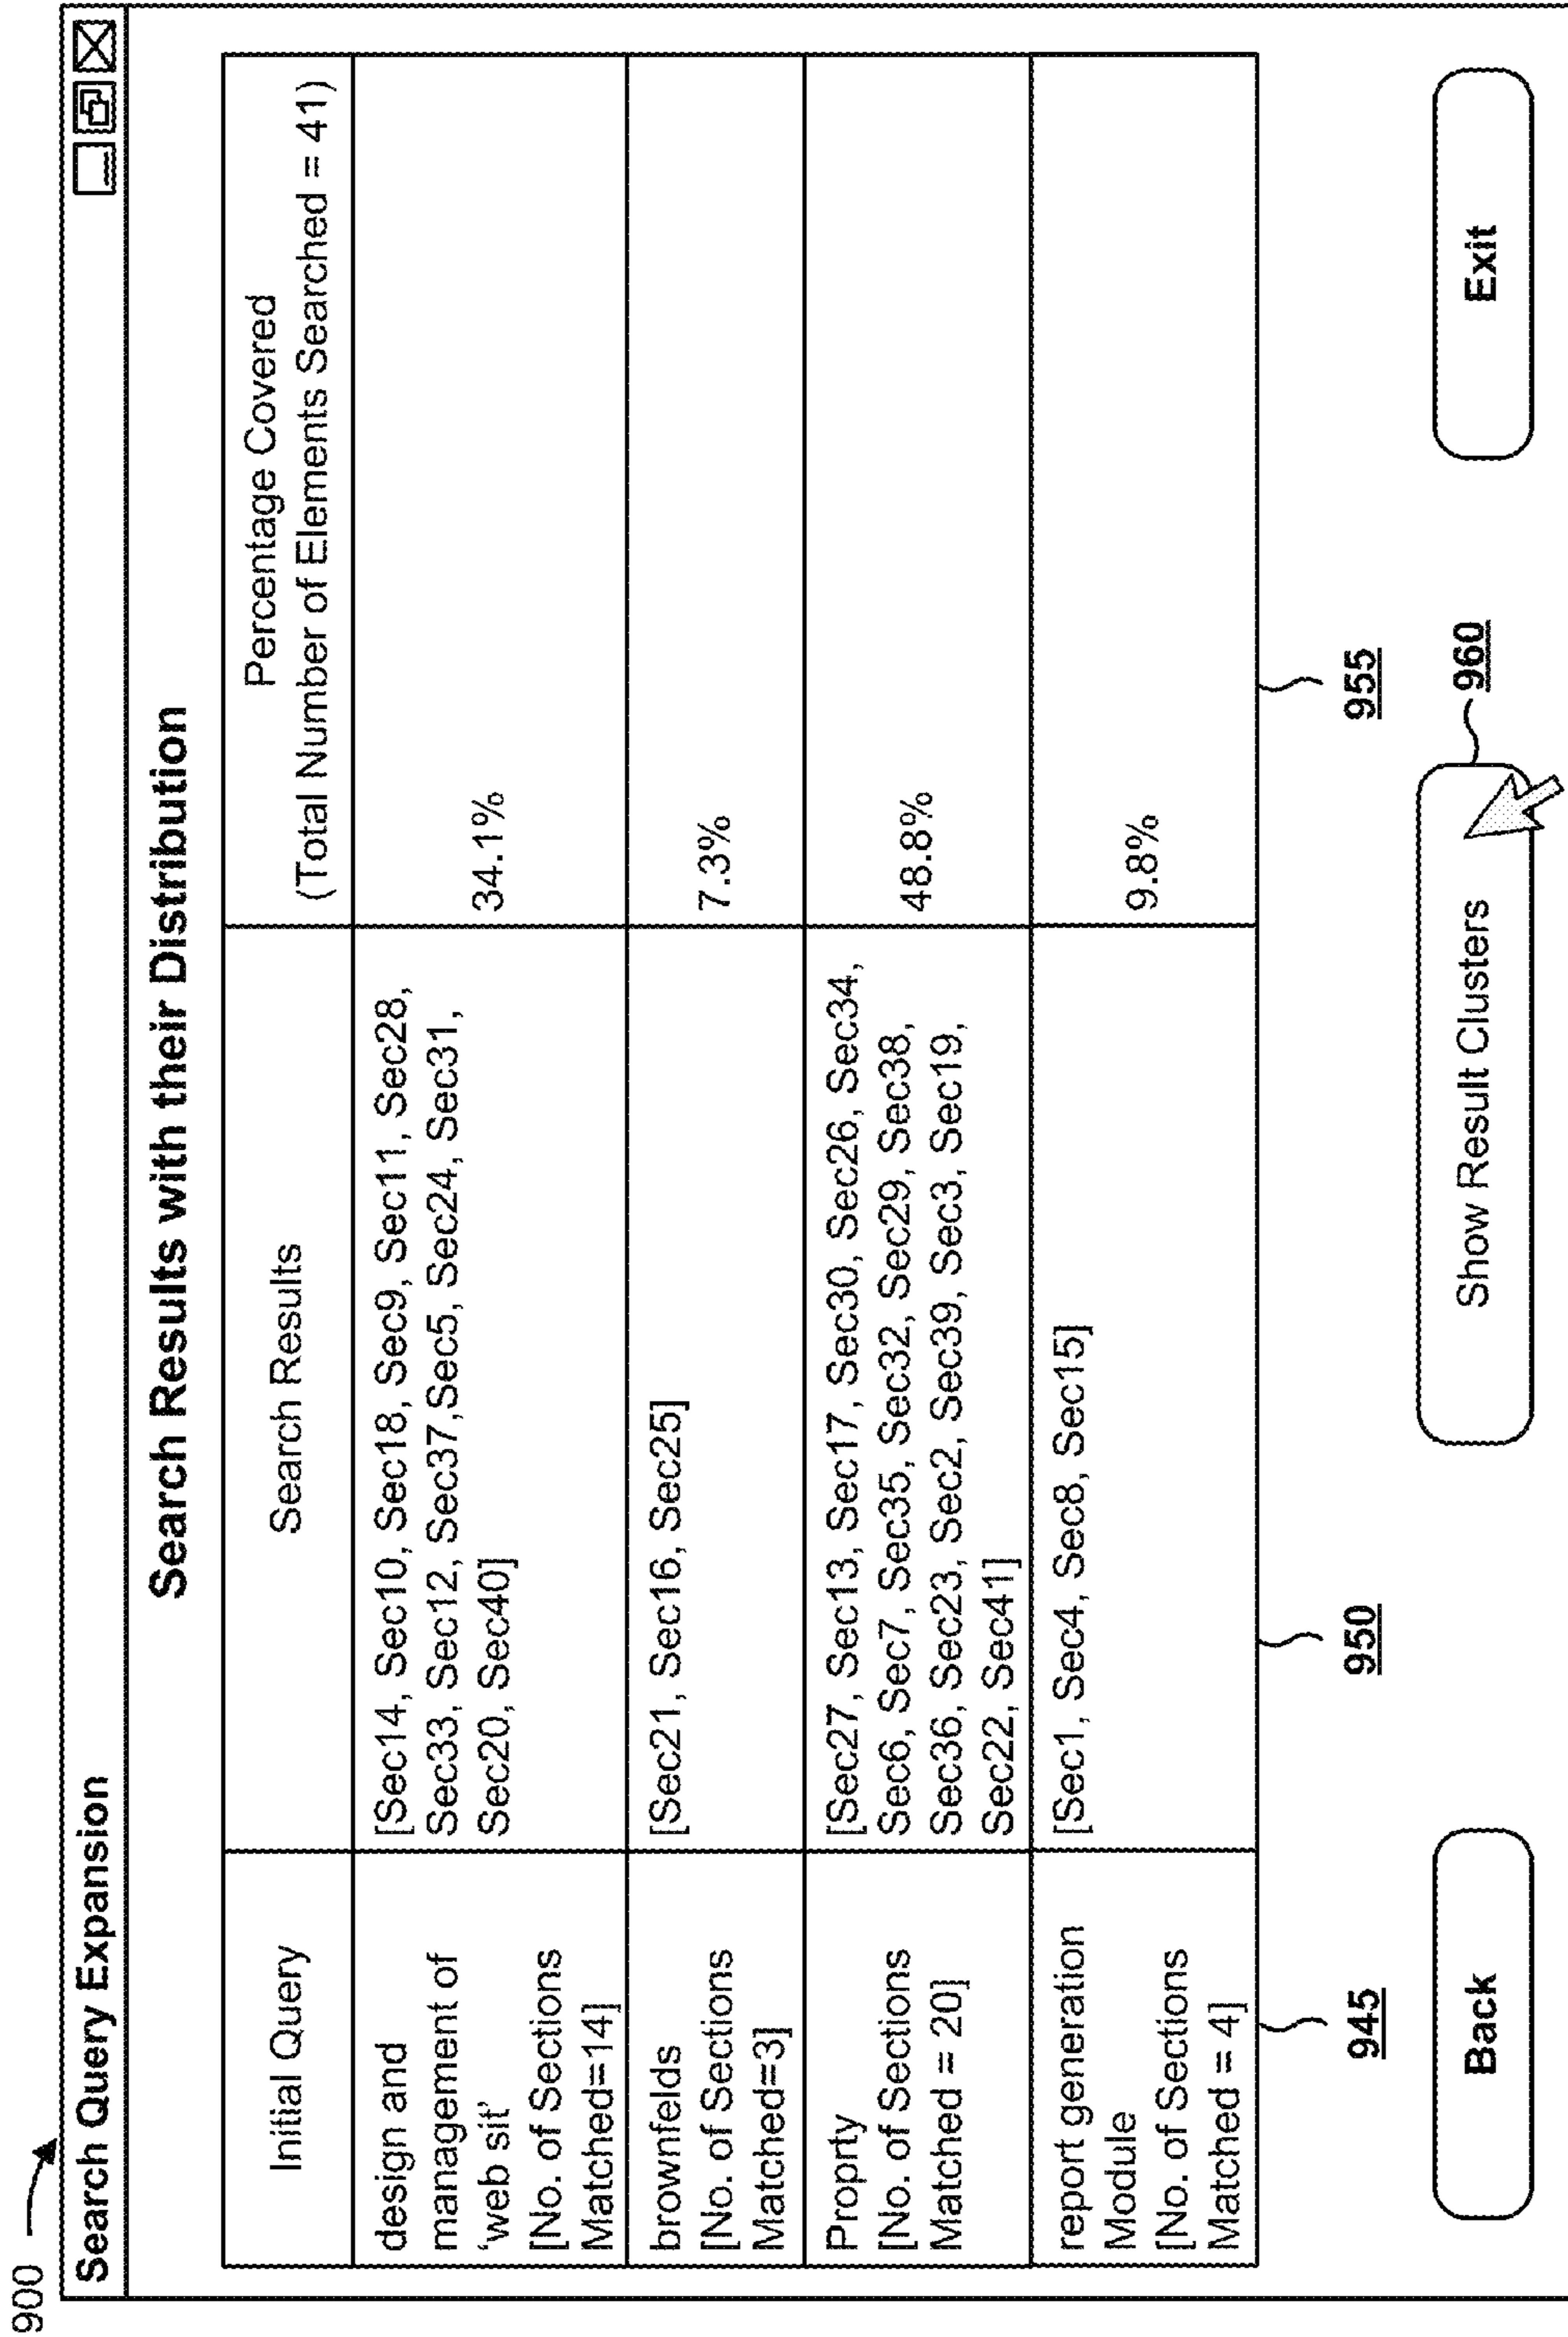 900
Search Query Expansion
Search Results with their Distribution
Initial Query
Search Results
Percentage Covered
(Total Number of Elements Searched = 41)
design and
management of
‘web sit’
[No. of Sections
Matched=14]
[Sec14, Sec10, Sec18, Sec9, Sec11, Sec28,
Sec33, Sec12, Sec37,Sec5, Sec24, Sec31,
Sec20, Sec40]
34.1%
brownfelds
[No. of Sections
Matched=3]
[Sec21, Sec16, Sec25]
7.3%
Proprty
[No. of Sections
Matched = 20]
[Sec27, Sec13, Sec17, Sec30, Sec26, Sec34,
Sec6, Sec7, Sec35, Sec32, Sec29, Sec38,
Sec36, Sec23, Sec2, Sec39, Sec3, Sec19,
Sec22, Sec41]
48.8%
report generation
Module
[No. of Sections
Matched = 4]
[Sec1, Sec4, Sec8, Sec15]
9.8%
945
950
955
960
Back
Show Result Clusters
Exit